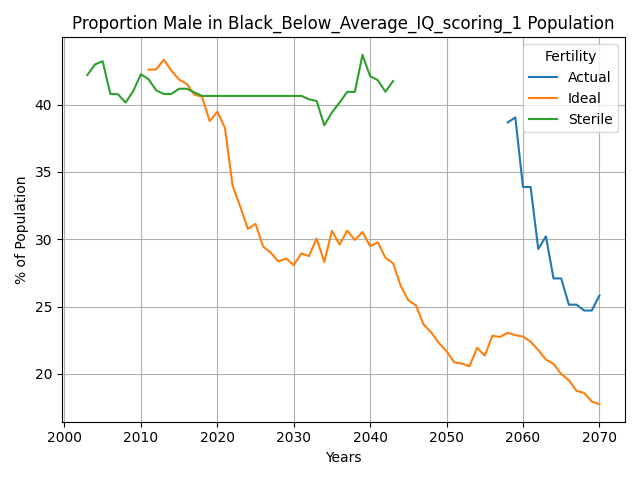 Proportion Male in Black_Below_Average_IQ_scoring_1 Population
Fertility
Actual
Ideal
Sterile
% of Population
40
35
30
25
20
2000 2010 2020 2030 2040 2050 2060 2070
Years